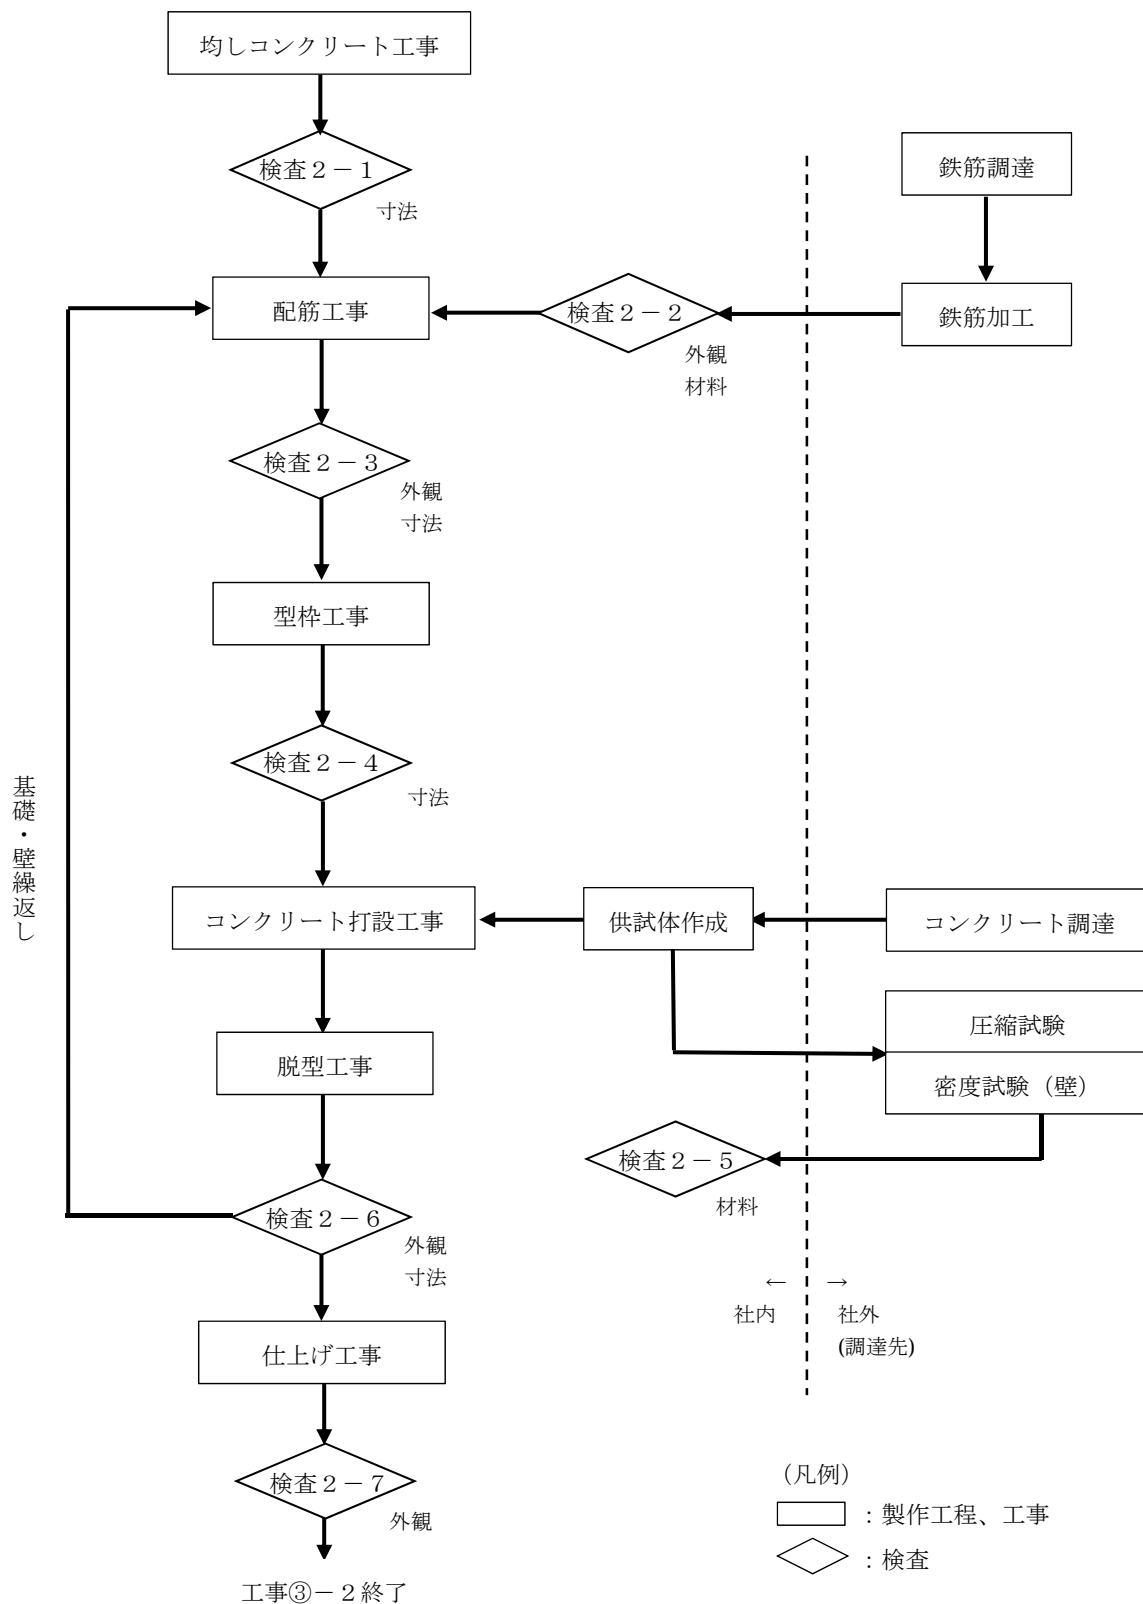 均しコンクリート工事
検査２－１
寸法
鉄筋調達
配筋工事
検査２－２
外観
材料
鉄筋加工
検査２－３
外観
寸法
型枠工事
検査２－４
寸法
基礎・壁繰返し
コンクリート打設工事
供試体作成
コンクリート調達
圧縮試験
密度試験（壁）
脱型工事
検査２－５
材料
検査２－６
外観
寸法
← →
社内 社外
(調達先)
仕上げ工事
検査２－７
外観
工事③－２終了
（凡例）
：製作工程、工事
：検査